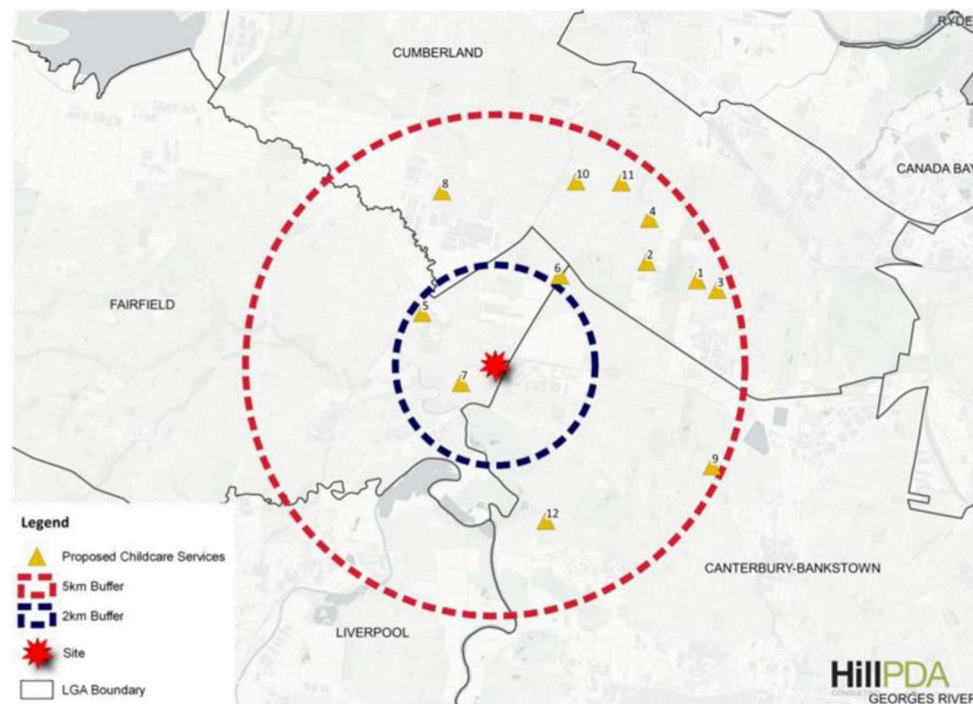 RYDE
CUMBERLAND
CANADA BAY
10
11
8
4
2
6
1
3
FAIRFIELD
5
7
9
12
CANTERBURY-BANKSTOWN
LIVERPOOL
Legend
Proposed Childcare Services
5km Buffer
2km Buffer
Site
LGA Boundary
HillPDA
GEORGES RIVER